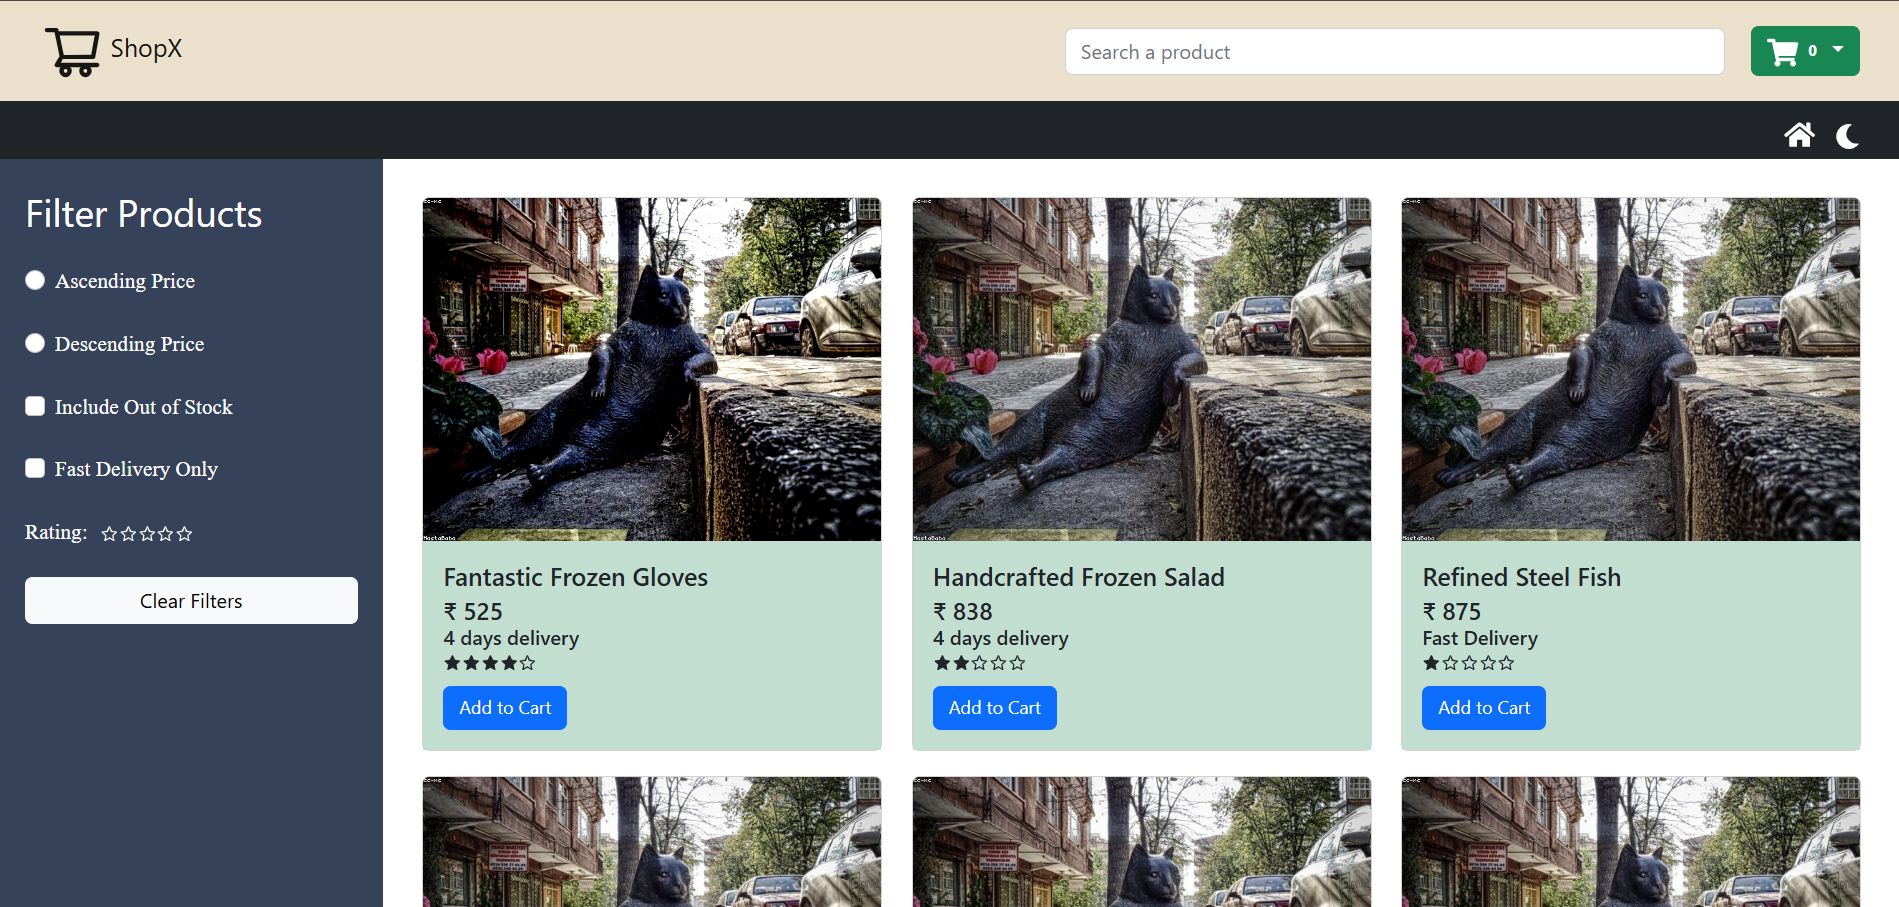 ShopX
Search a product
0
Filter Products
Ascending Price
Descending Price
Include Out of Stock
Fast Delivery Only
Rating:
Clear Filters
Fantastic Frozen Gloves
₹ 525
4 days delivery
Add to Cart
Handcrafted Frozen Salad
₹ 838
4 days delivery
Add to Cart
Refined Steel Fish
₹ 875
Fast Delivery
Add to Cart